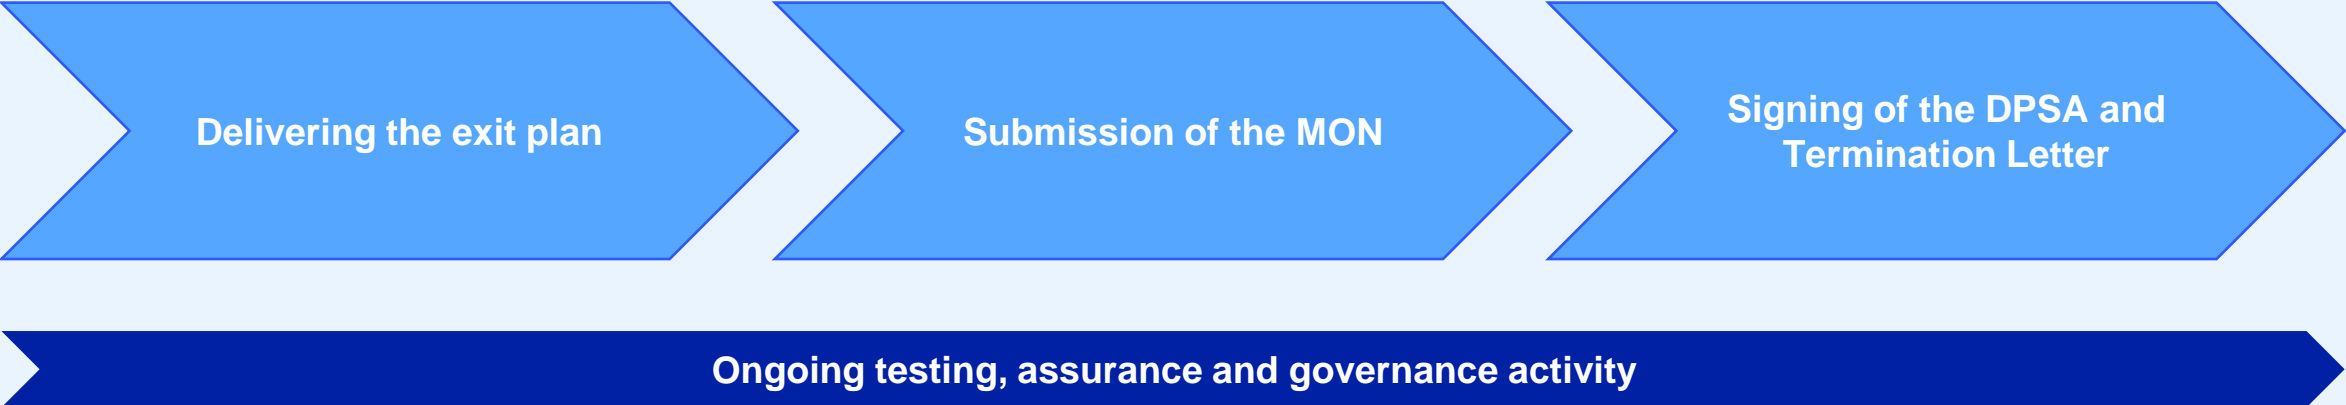 Delivering the exit plan
Submission of the MON
Signing of the DPSA and
Termination Letter
Ongoing testing, assurance and governance activity